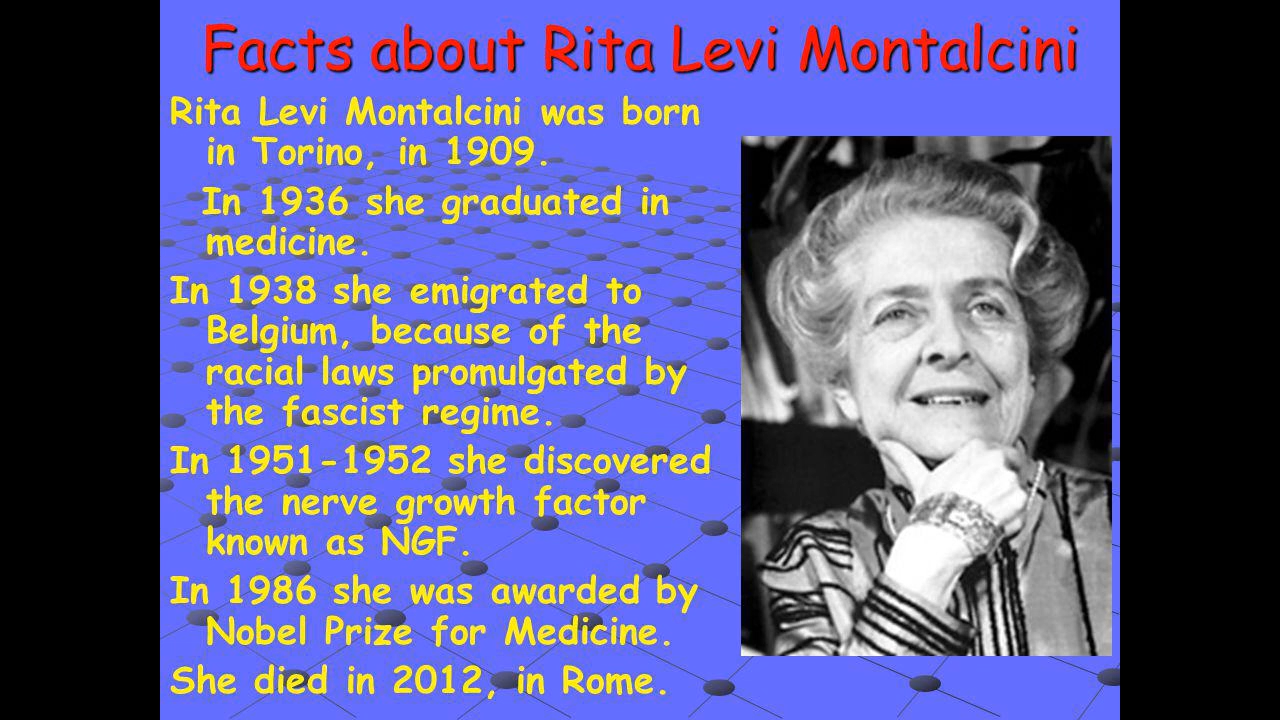 Facts about Rita Levi Montalcini
Rita Levi Montalcini was born
in Torino, in 1909.
In 1936 she graduated in
medicine.
In 1938 she emigrated to
Belgium, because of the
racial laws promulgated by
the fascist regime.
In 1951-1952 she discovered
the nerve growth factor
known as NGF.
In 1986 she was awarded by
Nobel Prize for Medicine.
She died in 2012, in Rome.